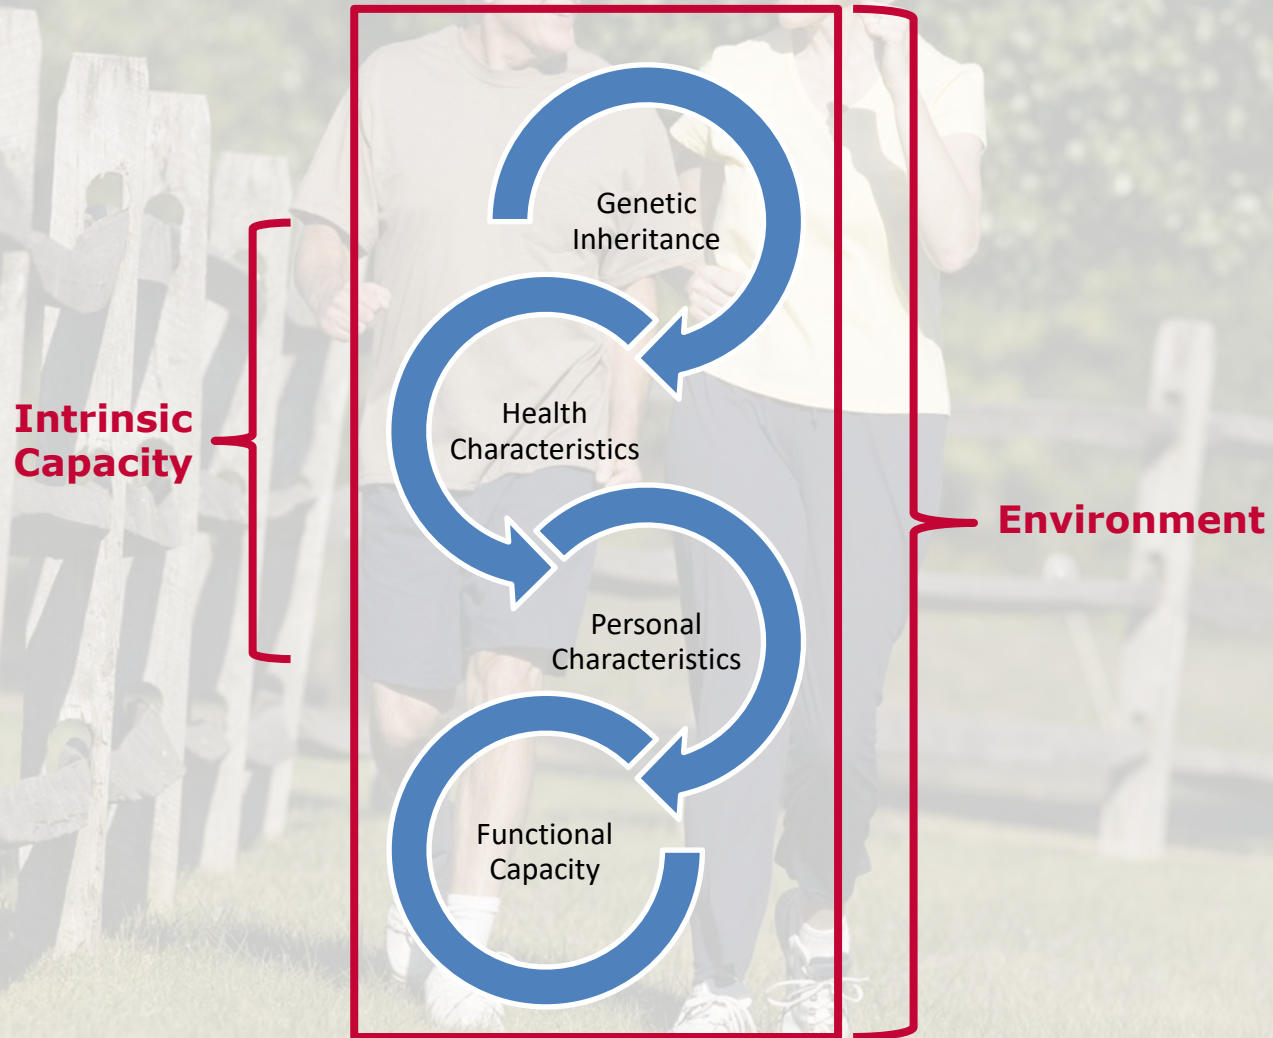 Genetic
Inheritance
Health
Characteristics
Intrinsic
Capacity
Environment
Personal
Characteristics
Functional
Capacity